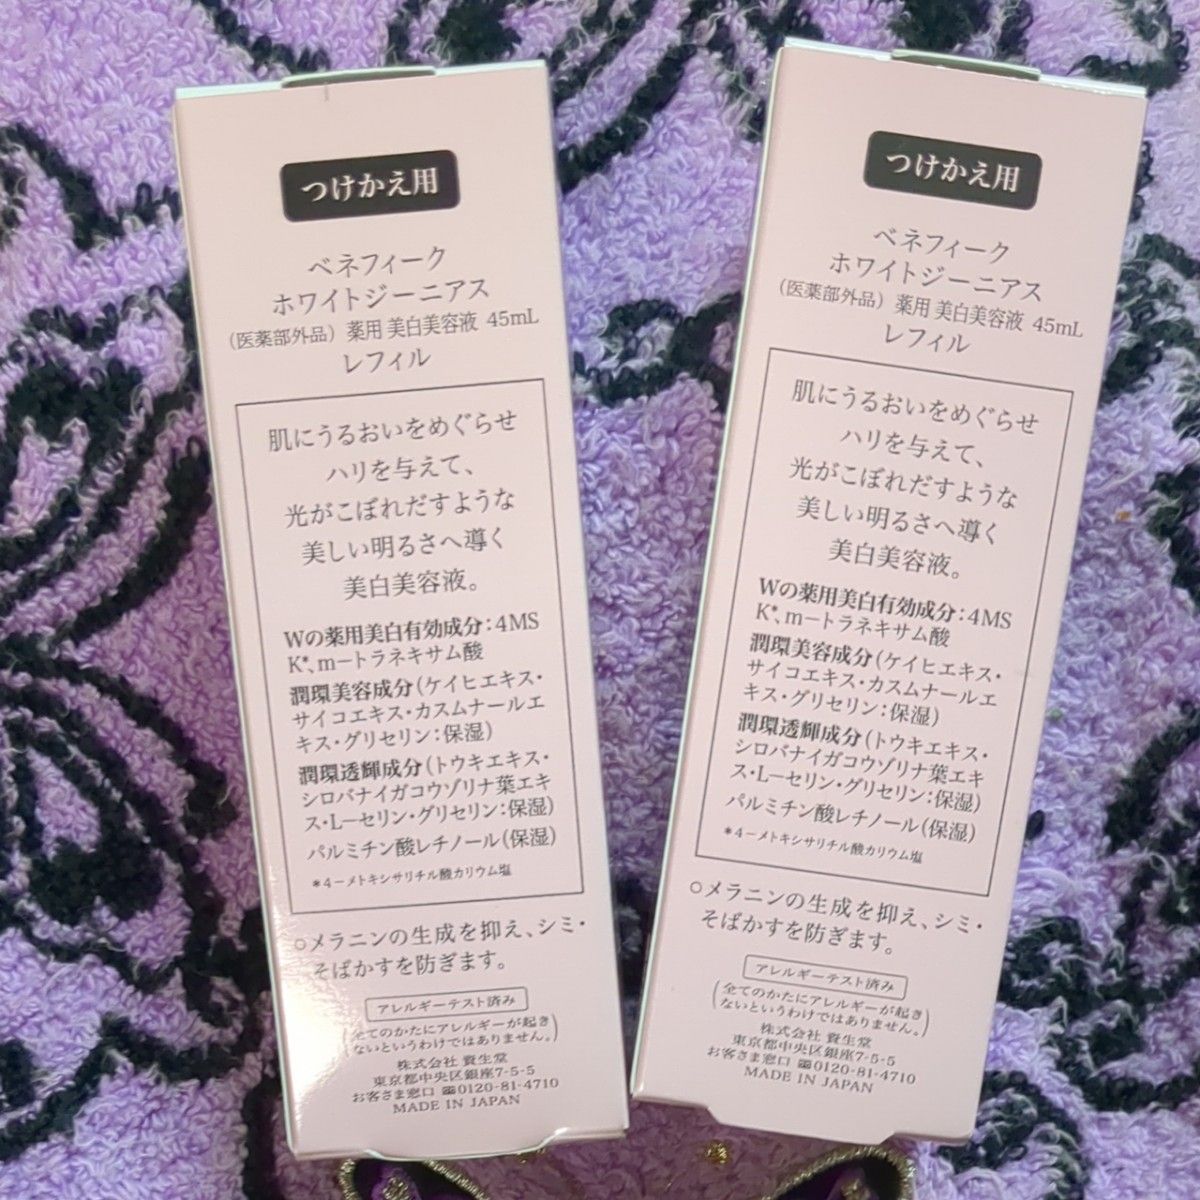 つけかえ用
ベネフィーク
ホワイトジーニアス
(医薬部外品) 薬用 美白美容液 45mL
レフィル
肌にうるおいをめぐらせ
ハリを与えて、
光がこぼれだすような
美しい明るさへ導く
美白美容液。
Wの薬用美白有効成分:4MS
K*、m－トラネキサム酸
潤環美容成分(ケイヒエキス・
サイコエキス・カスムナールエ
キス・グリセリン:保湿)
潤環透輝成分(トウキエキス・
シロバナイガコウゾリナ葉エキ
ス・L－セリン・グリセリン:保湿)
パルミチン酸レチノール(保湿)
*4－メトキシサリチル酸カリウム塩
○メラニンの生成を抑え、シミ・
そばかすを防ぎます。
アレルギーテスト済み
(全てのかたにアレルギーが起き
ないというわけではありません。)
株式会社 資生堂
東京都中央区銀座7-5-5
お客さま窓口 ☎0120-81-4710
MADE IN JAPAN
つけかえ用
ベネフィーク
ホワイトジーニアス
(医薬部外品) 薬用 美白美容液 45mL
レフィル
肌にうるおいをめぐらせ
ハリを与えて、
光がこぼれだすような
美しい明るさへ導く
美白美容液。
Wの薬用美白有効成分:4MS
K*、m－トラネキサム酸
潤環美容成分(ケイヒエキス・
サイコエキス・カスムナールエ
キス・グリセリン:保湿)
潤環透輝成分(トウキエキス・
シロバナイガコウゾリナ葉エキ
ス・L－セリン・グリセリン:保湿)
パルミチン酸レチノール(保湿)
*4－メトキシサリチル酸カリウム塩
○メラニンの生成を抑え、シミ・
そばかすを防ぎます。
アレルギーテスト済み
(全てのかたにアレルギーが起き
ないというわけではありません。)
株式会社 資生堂
東京都中央区銀座7-5-5
お客さま窓口 ☎0120-81-4710
MADE IN JAPAN